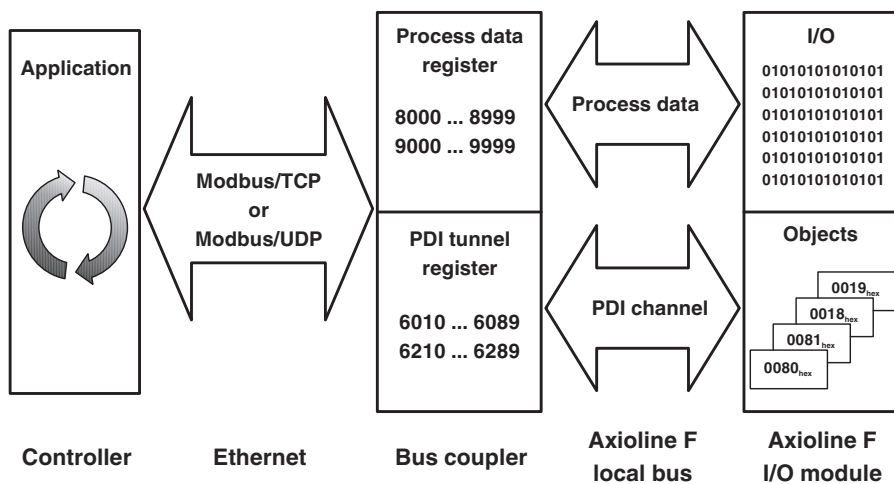 Application
Modbus/TCP
or
Modbus/UDP
Process data
register
8000 ... 8999
9000 ... 9999
PDI tunnel
register
6010 ... 6089
6210 ... 6289
Process data
PDI channel
I/O
01010101010101
01010101010101
01010101010101
01010101010101
01010101010101
01010101010101
Objects
0019hex
0018hex
0081hex
0080hex
Controller
Ethernet
Bus coupler
Axioline F
local bus
Axioline F
I/O module